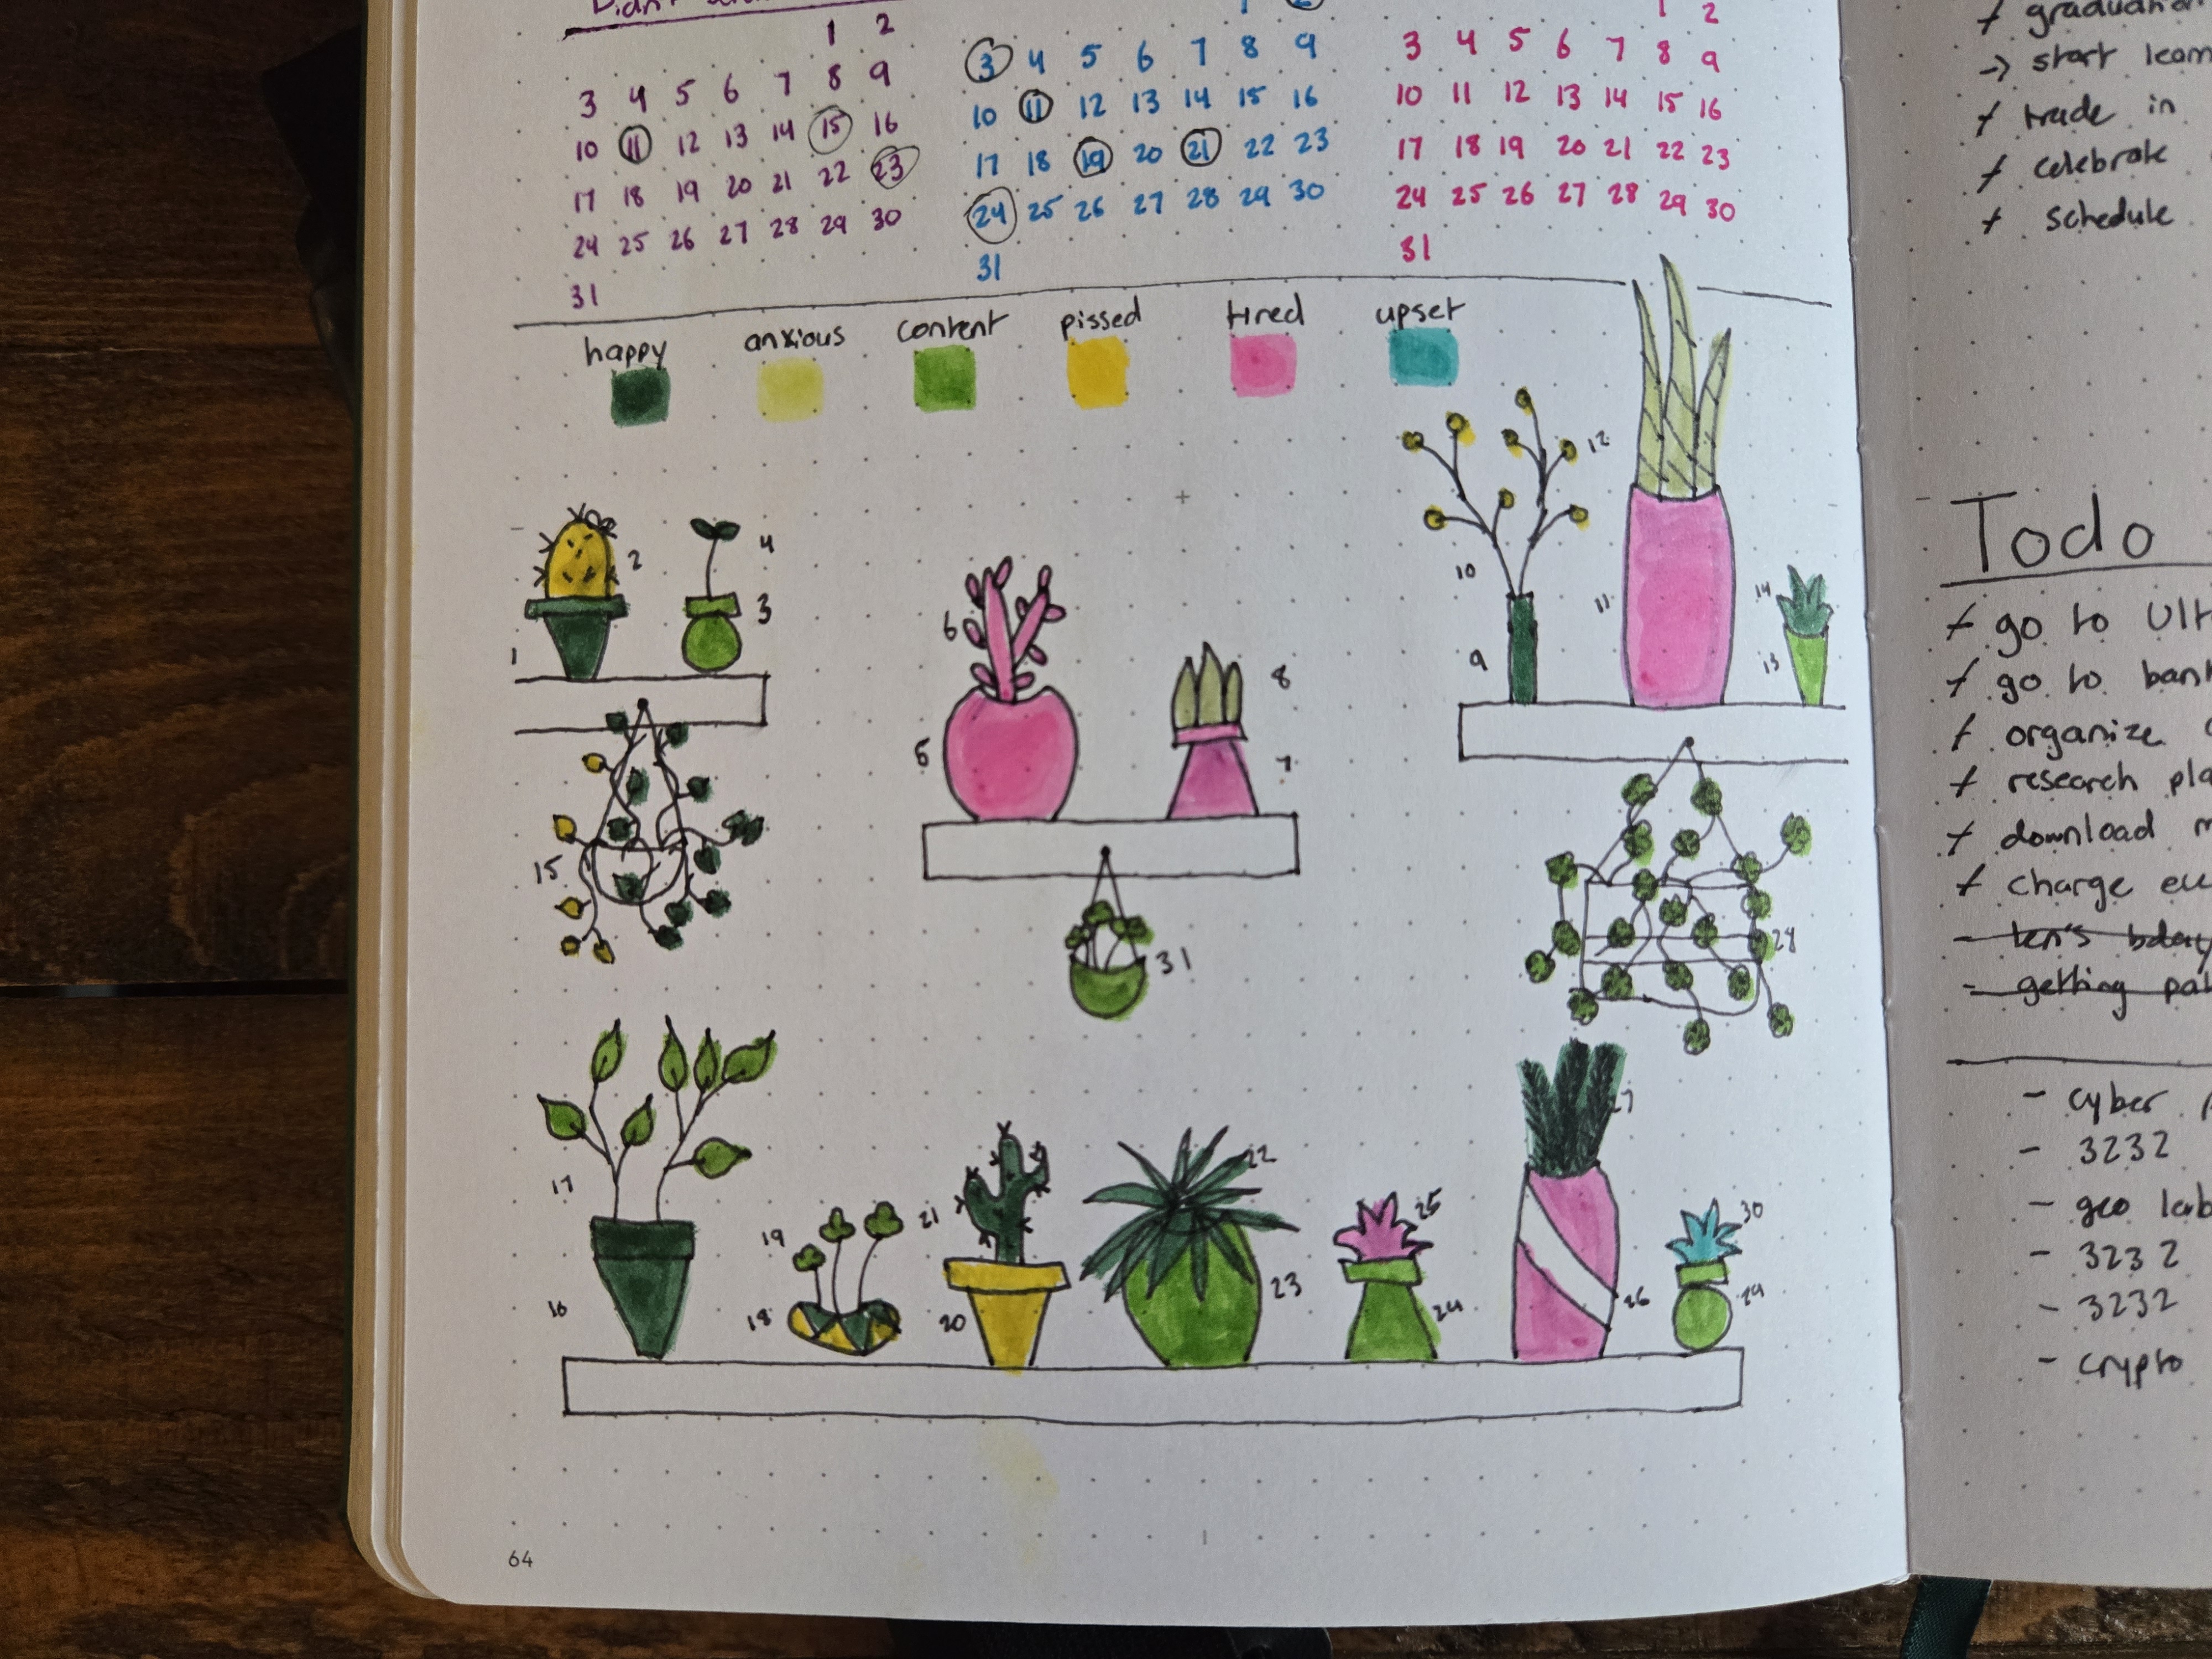 Didn't
1 2
3 4 5 6 7 8 9
10 11 12 13 14 15 16
17 18 19 20 21 22 23
24 25 26 27 28 29 30
31
1 2
3 4 5 6 7 8 9
10 11 12 13 14 15 16
17 18 19 20 21 22 23
24 25 26 27 28 29 30
31
1 2
3 4 5 6 7 8 9
10 11 12 13 14 15 16
17 18 19 20 21 22 23
24 25 26 27 28 29 30
31
happy anxious content pissed tired upset
12
2 4
10 14
3 11
6
1 9 13
8
5 7
15
31 28
27
22
17
19 21 25 30
23
16 18 20 24 26 29
64
graduation
→ start learn
trade in
celebrate
schedule
Todo
go to Ult
go to bank
organize
research pla
download m
charge eu
- ken's bday
- getting pai
- cyber
- 3232
- geo lab
- 3232
- 3232
- crypto